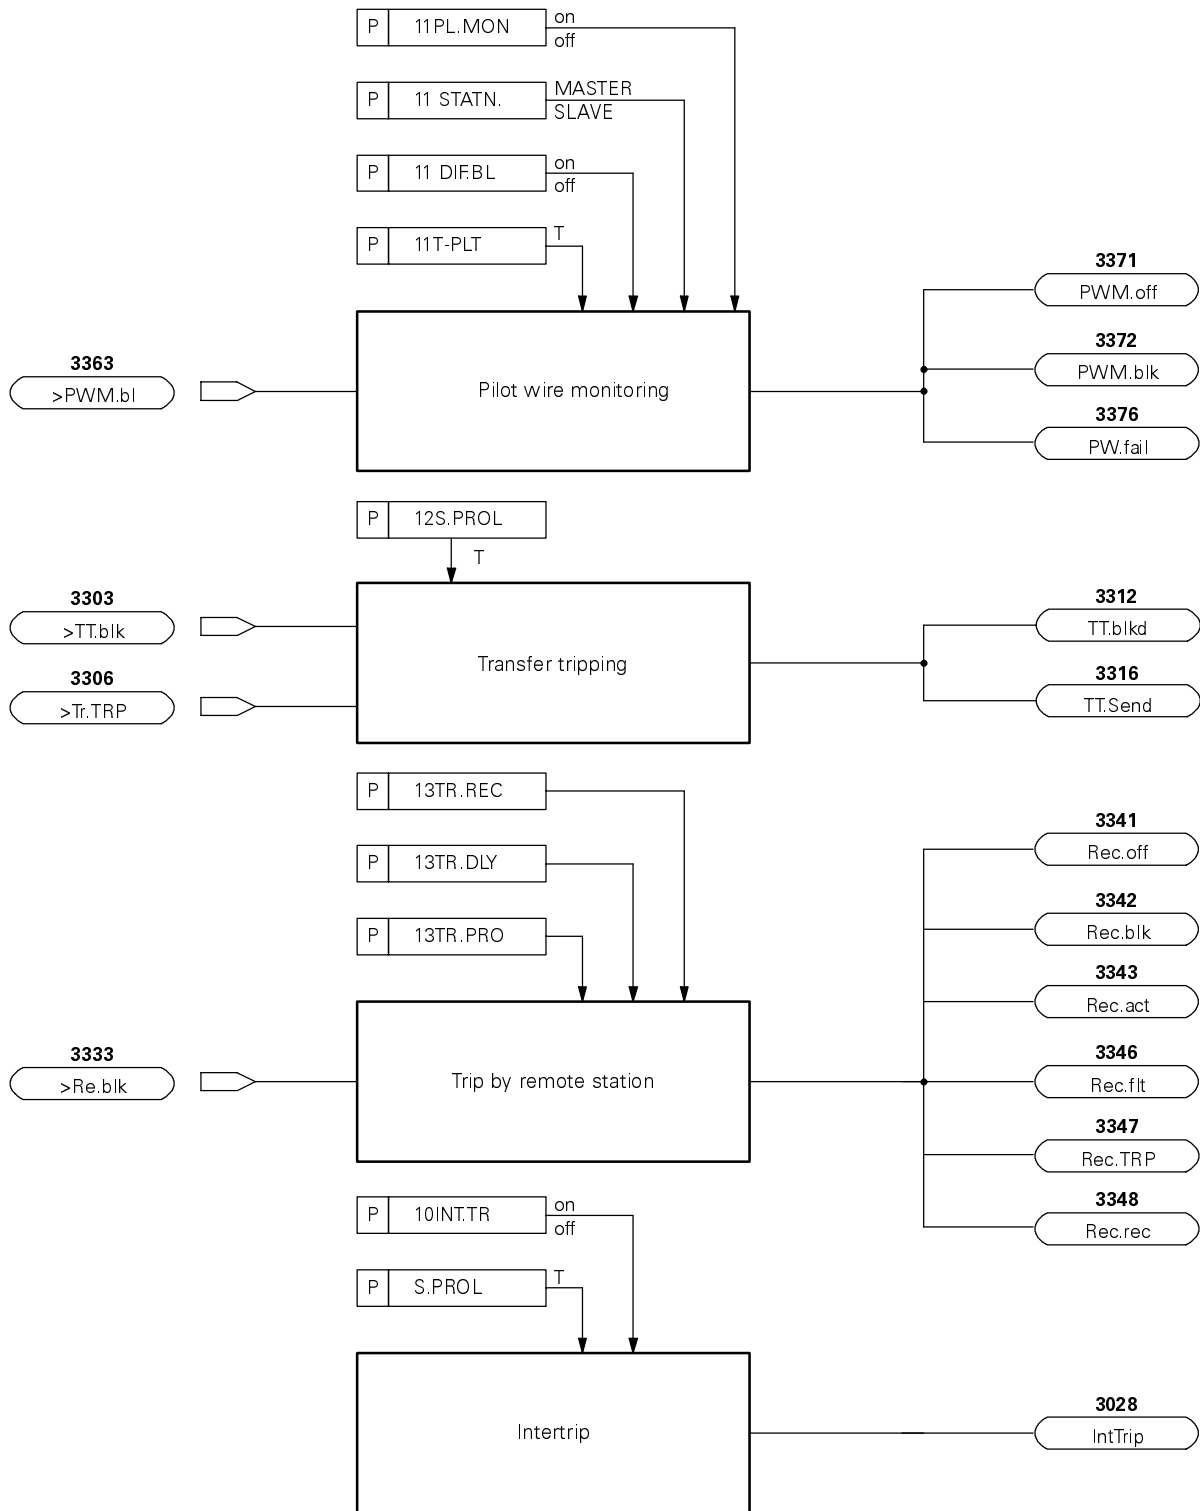 P 11PL.MON on
off
P 11 STATN. MASTER
SLAVE
P 11 DIF.BL on
off
P 11T-PLT T
3371
PWM.off
3363
>PWM.bl
Pilot wire monitoring
3372
PWM.blk
3376
PW.fail
P 12S.PROL
T
3303
>TT.blk
3306
>Tr.TRP
Transfer tripping
3312
TT.blkd
3316
TT.Send
P 13TR.REC
P 13TR.DLY
P 13TR.PRO
3341
Rec.off
3342
Rec.blk
3343
Rec.act
3333
>Re.blk
Trip by remote station
3346
Rec.flt
3347
Rec.TRP
3348
Rec.rec
P 10INT.TR on
off
P S.PROL T
Intertrip
3028
IntTrip